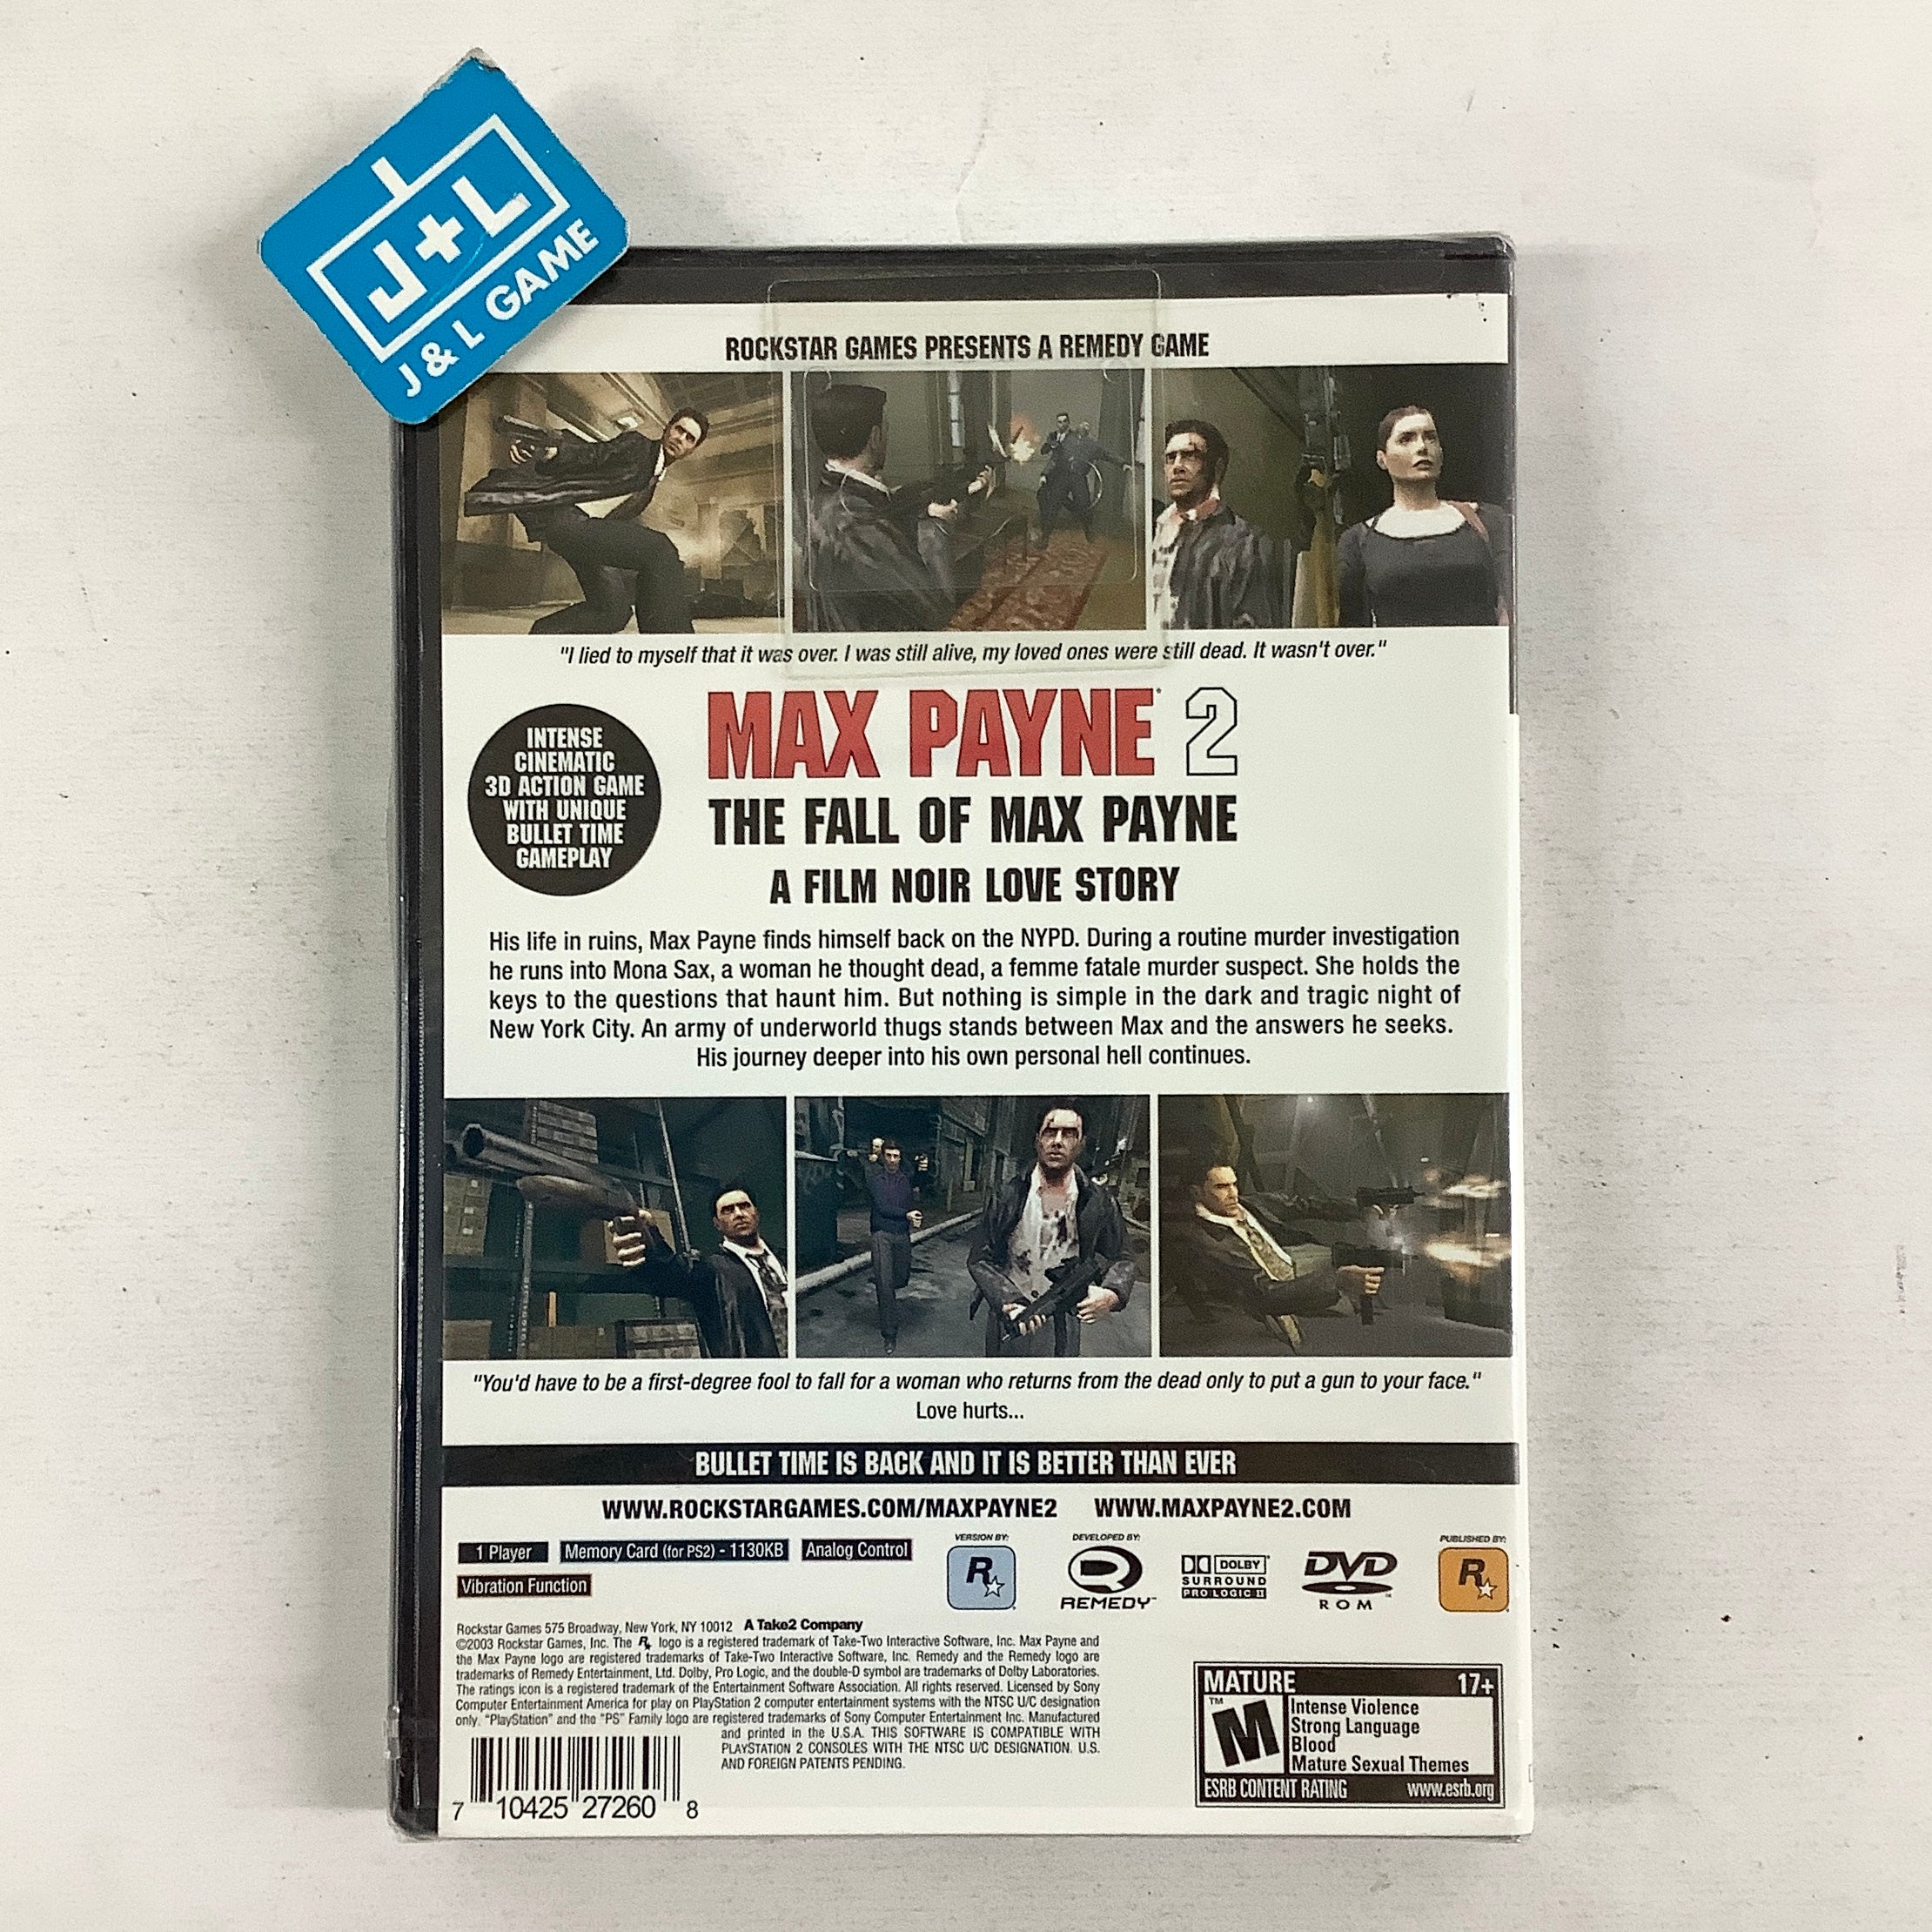 J+L
J & L GAME
ROCKSTAR GAMES PRESENTS A REMEDY GAME
"I lied to myself that it was over. I was still alive, my loved ones were still dead. It wasn't over."
INTENSE
CINEMATIC
3D ACTION GAME
WITH UNIQUE
BULLET TIME
GAMEPLAY
MAX PAYNE 2
THE FALL OF MAX PAYNE
A FILM NOIR LOVE STORY
His life in ruins, Max Payne finds himself back on the NYPD. During a routine murder investigation
he runs into Mona Sax, a woman he thought dead, a femme fatale murder suspect. She holds the
keys to the questions that haunt him. But nothing is simple in the dark and tragic night of
New York City. An army of underworld thugs stands between Max and the answers he seeks.
His journey deeper into his own personal hell continues.
"You'd have to be a first-degree fool to fall for a woman who returns from the dead only to put a gun to your face."
Love hurts...
BULLET TIME IS BACK AND IT IS BETTER THAN EVER
WWW.ROCKSTARGAMES.COM/MAXPAYNE2 WWW.MAXPAYNE2.COM
1 Player Memory Card (for PS2) - 1130KB Analog Control
Vibration Function
VERSION BY:
R
DEVELOPED BY:
REMEDY™
DOLBY
SURROUND
PRO LOGIC II
DVD
ROM
PUBLISHED BY:
R
Rockstar Games 575 Broadway, New York, NY 10012 A Take2 Company
©2003 Rockstar Games, Inc. The R logo is a registered trademark of Take-Two Interactive Software, Inc. Max Payne and
the Max Payne logo are registered trademarks of Take-Two Interactive Software, Inc. Remedy and the Remedy logo are
trademarks of Remedy Entertainment, Ltd. Dolby, Pro Logic, and the double-D symbol are trademarks of Dolby Laboratories.
The ratings icon is a registered trademark of the Entertainment Software Association. All rights reserved. Licensed by Sony
Computer Entertainment America for play on PlayStation 2 computer entertainment systems with the NTSC U/C designation
only. "PlayStation" and the "PS" Family logo are registered trademarks of Sony Computer Entertainment Inc. Manufactured
and printed in the U.S.A. THIS SOFTWARE IS COMPATIBLE WITH
PLAYSTATION 2 CONSOLES WITH THE NTSC U/C DESIGNATION. U.S.
AND FOREIGN PATENTS PENDING.
7 10425 27260 8
MATURE 17+
M™
Intense Violence
Strong Language
Blood
Mature Sexual Themes
ESRB CONTENT RATING www.esrb.org